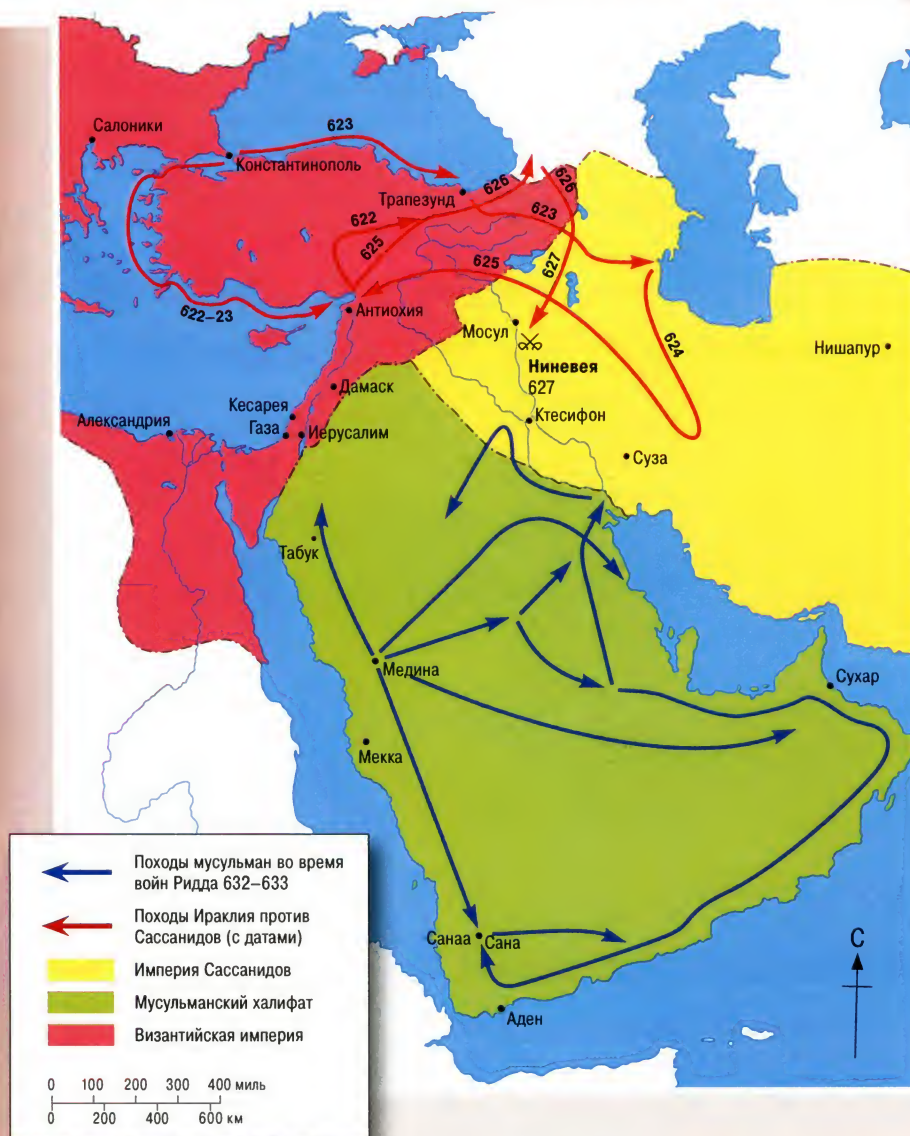 Салоники
623
Константинополь
Трапезунд
626
626
622
623
625
625
627
622–23
Антиохия
Мосул
624
Нишапур
Ниневея
627
Дамаск
Кесарея
Ктесифон
Александрия
Газа
Иерусалим
Суза
Табук
Медина
Сухар
Мекка
Санаа
Сана
Аден
С
Походы мусульман во время
войн Ридда 632–633
Походы Ираклия против
Сассанидов (с датами)
Империя Сассанидов
Мусульманский халифат
Византийская империя
0 100 200 300 400 миль
0 200 400 600 км